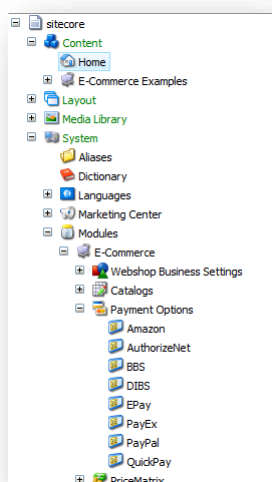 sitecore
Content
Home
E-Commerce Examples
Layout
Media Library
System
Aliases
Dictionary
Languages
Marketing Center
Modules
E-Commerce
Webshop Business Settings
Catalogs
Payment Options
Amazon
AuthorizeNet
BBS
DIBS
EPay
PayEx
PayPal
QuickPay
PriceMatrix